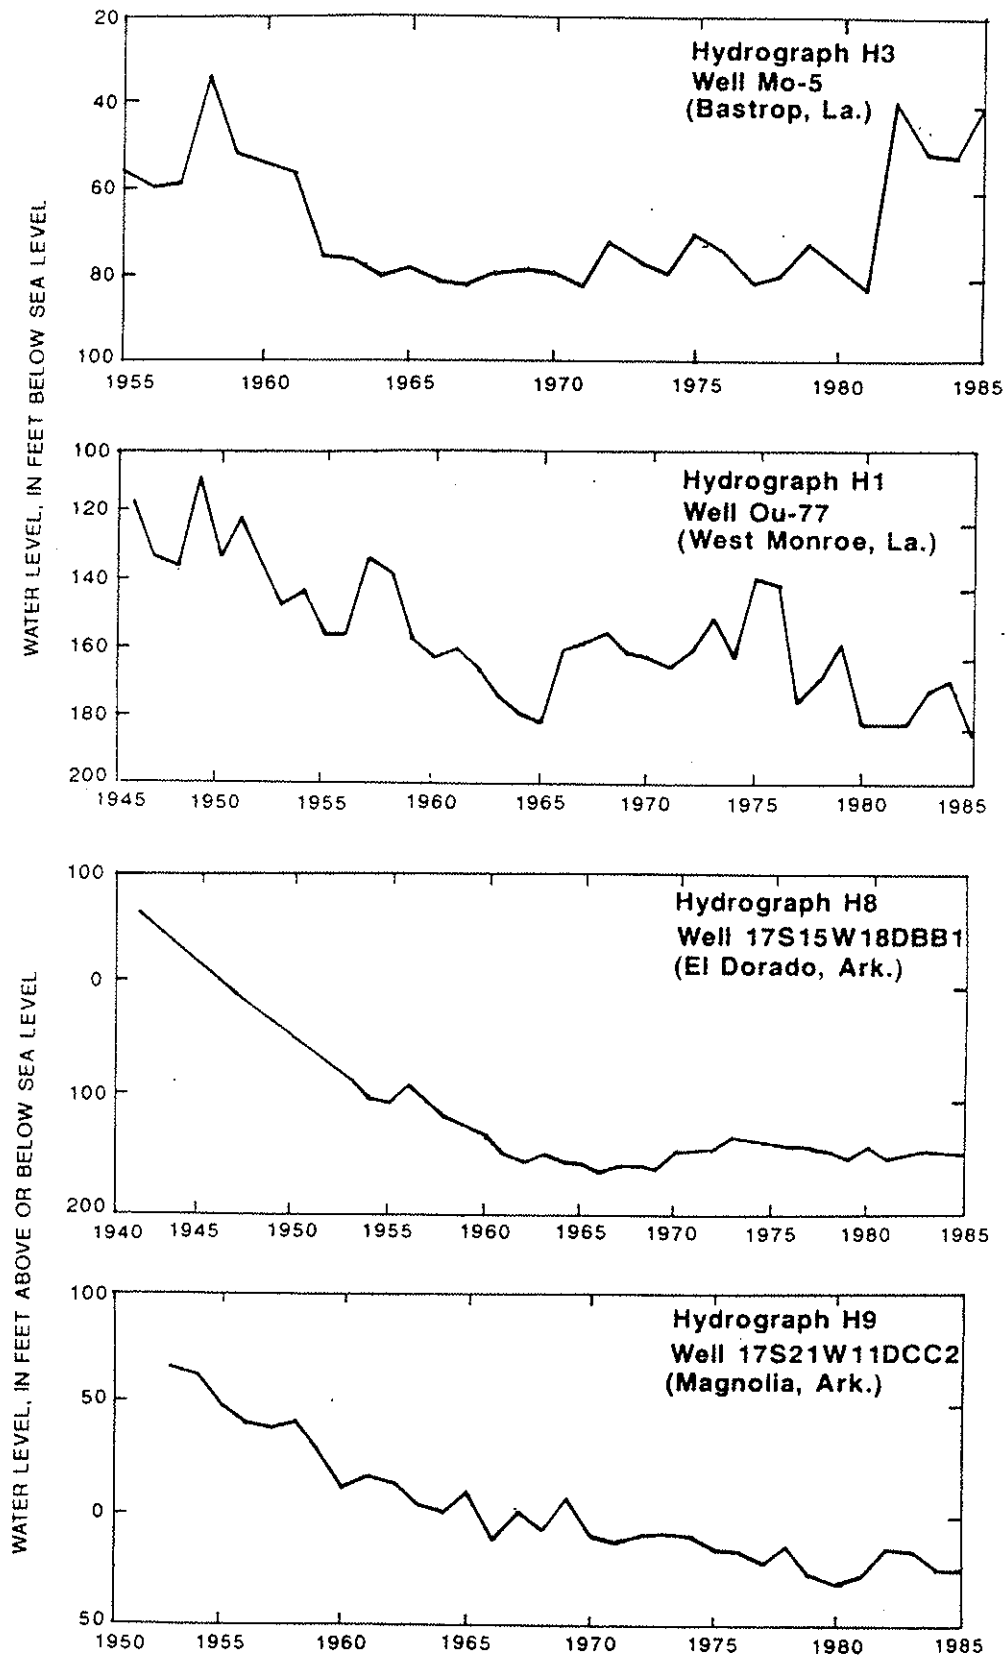 WATER LEVEL, IN FEET BELOW SEA LEVEL
20
40
60
80
100
Hydrograph H3
Well Mo-5
(Bastrop, La.)
1955 1960 1965 1970 1975 1980 1985
100
120
140
160
180
200
Hydrograph H1
Well Ou-77
(West Monroe, La.)
1945 1950 1955 1960 1965 1970 1975 1980 1985
WATER LEVEL, IN FEET ABOVE OR BELOW SEA LEVEL
100
0
100
200
Hydrograph H8
Well 17S15W18DBB1
(El Dorado, Ark.)
1940 1945 1950 1955 1960 1965 1970 1975 1980 1985
100
50
0
50
Hydrograph H9
Well 17S21W11DCC2
(Magnolia, Ark.)
1950 1955 1960 1965 1970 1975 1980 1985